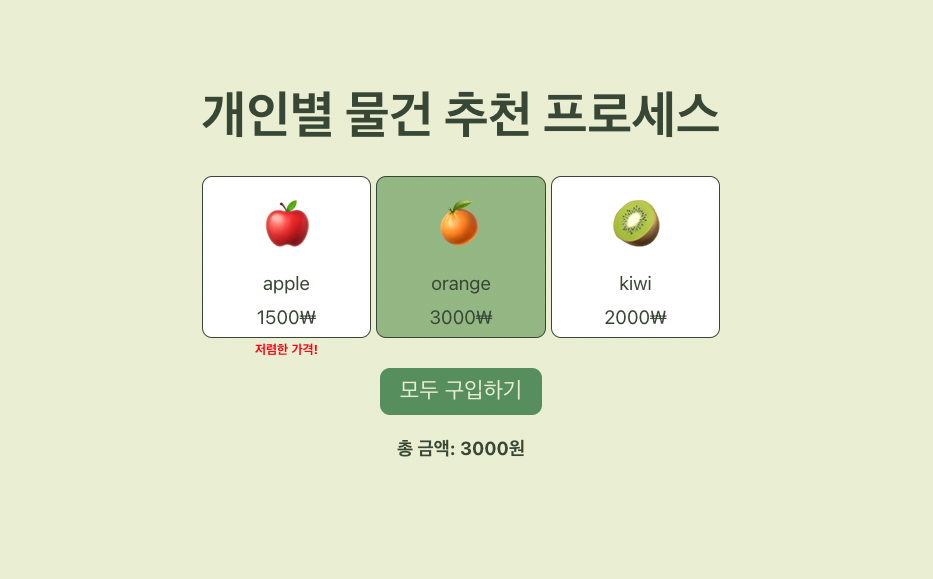 개인별 물건 추천 프로세스
apple
1500₩
저렴한 가격!
orange
3000₩
kiwi
2000₩
모두 구입하기
총 금액: 3000원